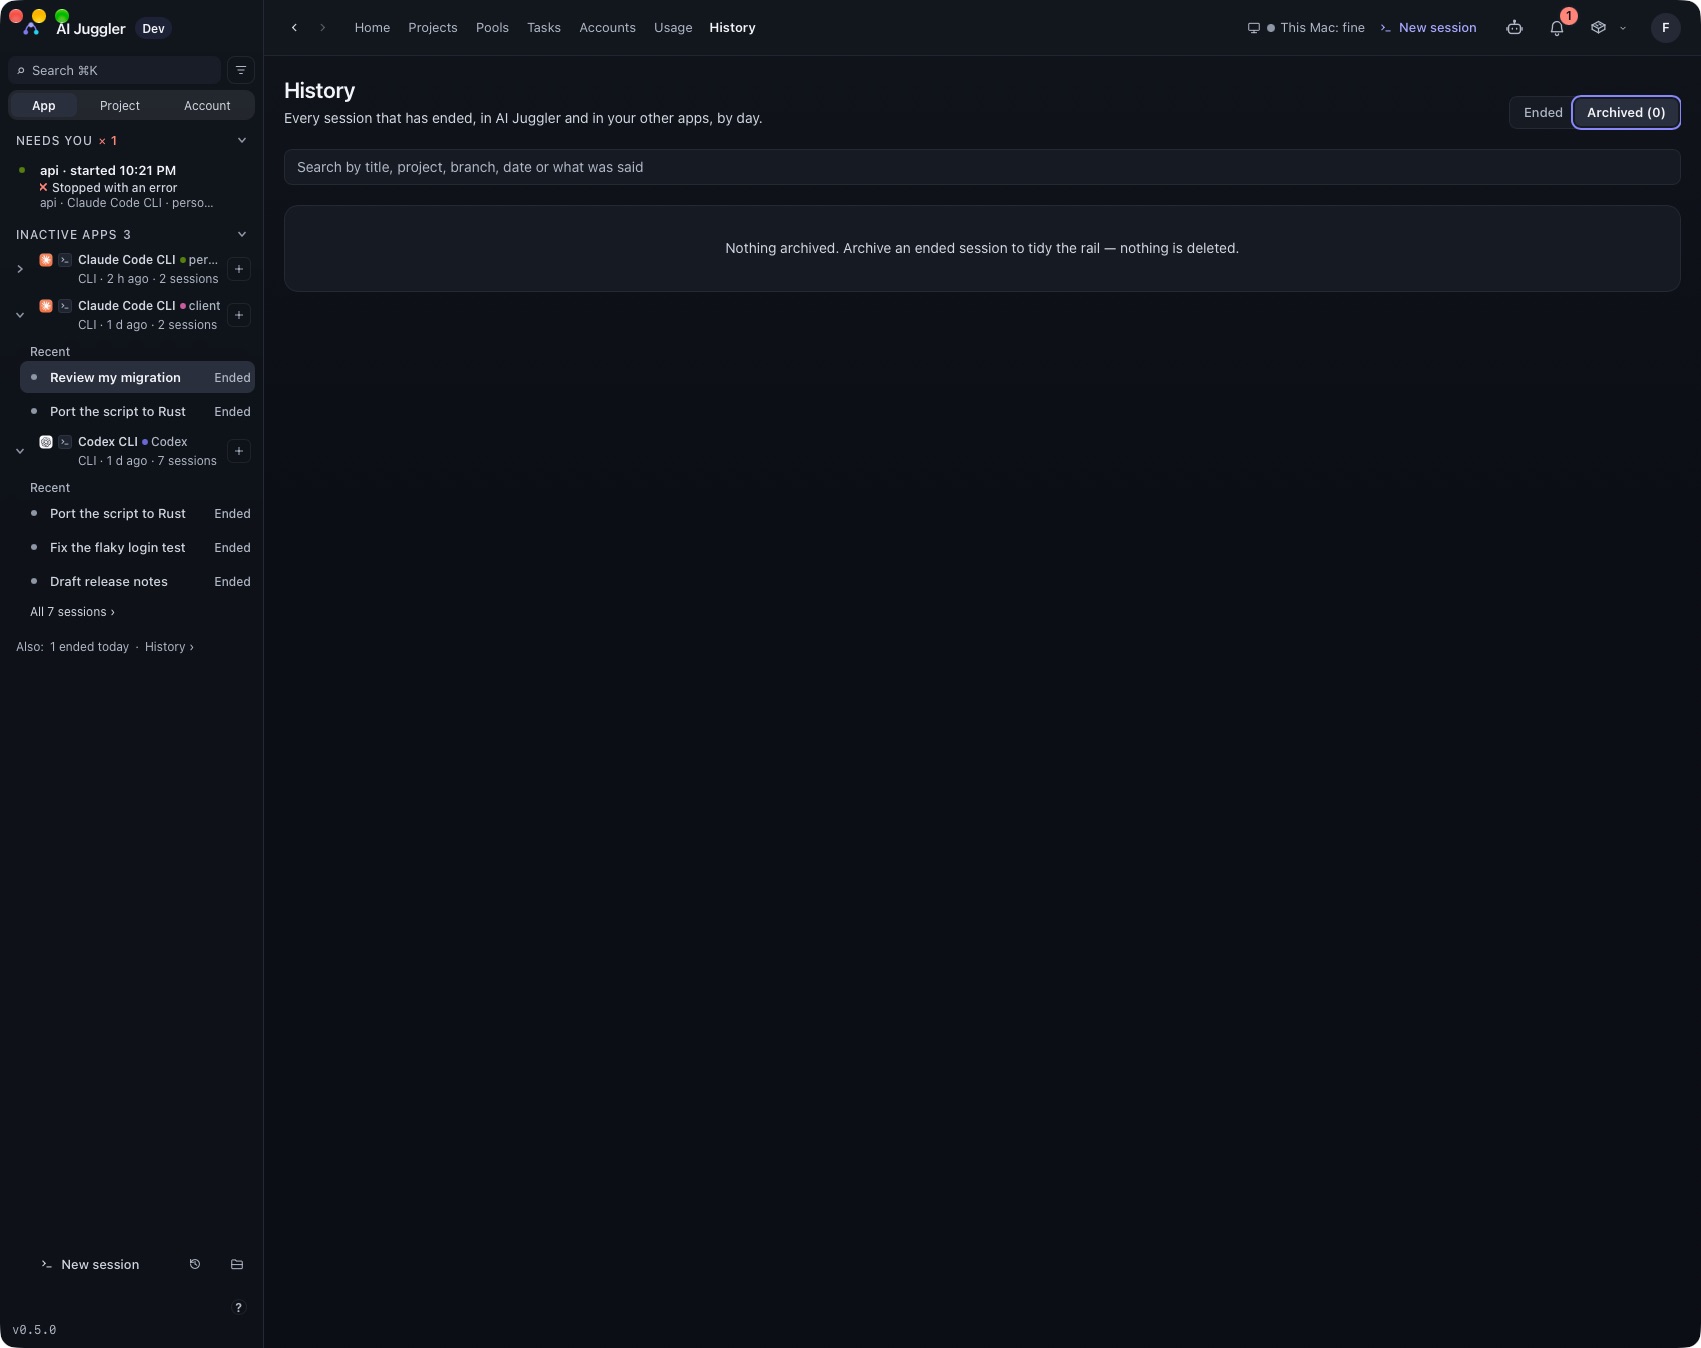 AI Juggler Dev
Search ⌘K
App Project Account
NEEDS YOU × 1
api · started 10:21 PM
× Stopped with an error
api · Claude Code CLI · perso…
INACTIVE APPS 3
Claude Code CLI per…
CLI · 2 h ago · 2 sessions
Claude Code CLI client
CLI · 1 d ago · 2 sessions
Recent
Review my migration Ended
Port the script to Rust Ended
Codex CLI Codex
CLI · 1 d ago · 7 sessions
Recent
Port the script to Rust Ended
Fix the flaky login test Ended
Draft release notes Ended
All 7 sessions ›
Also: 1 ended today · History ›
New session
?
v0.5.0
Home Projects Pools Tasks Accounts Usage History
This Mac: fine
New session
1
F
History
Every session that has ended, in AI Juggler and in your other apps, by day.
Ended Archived (0)
Search by title, project, branch, date or what was said
Nothing archived. Archive an ended session to tidy the rail — nothing is deleted.